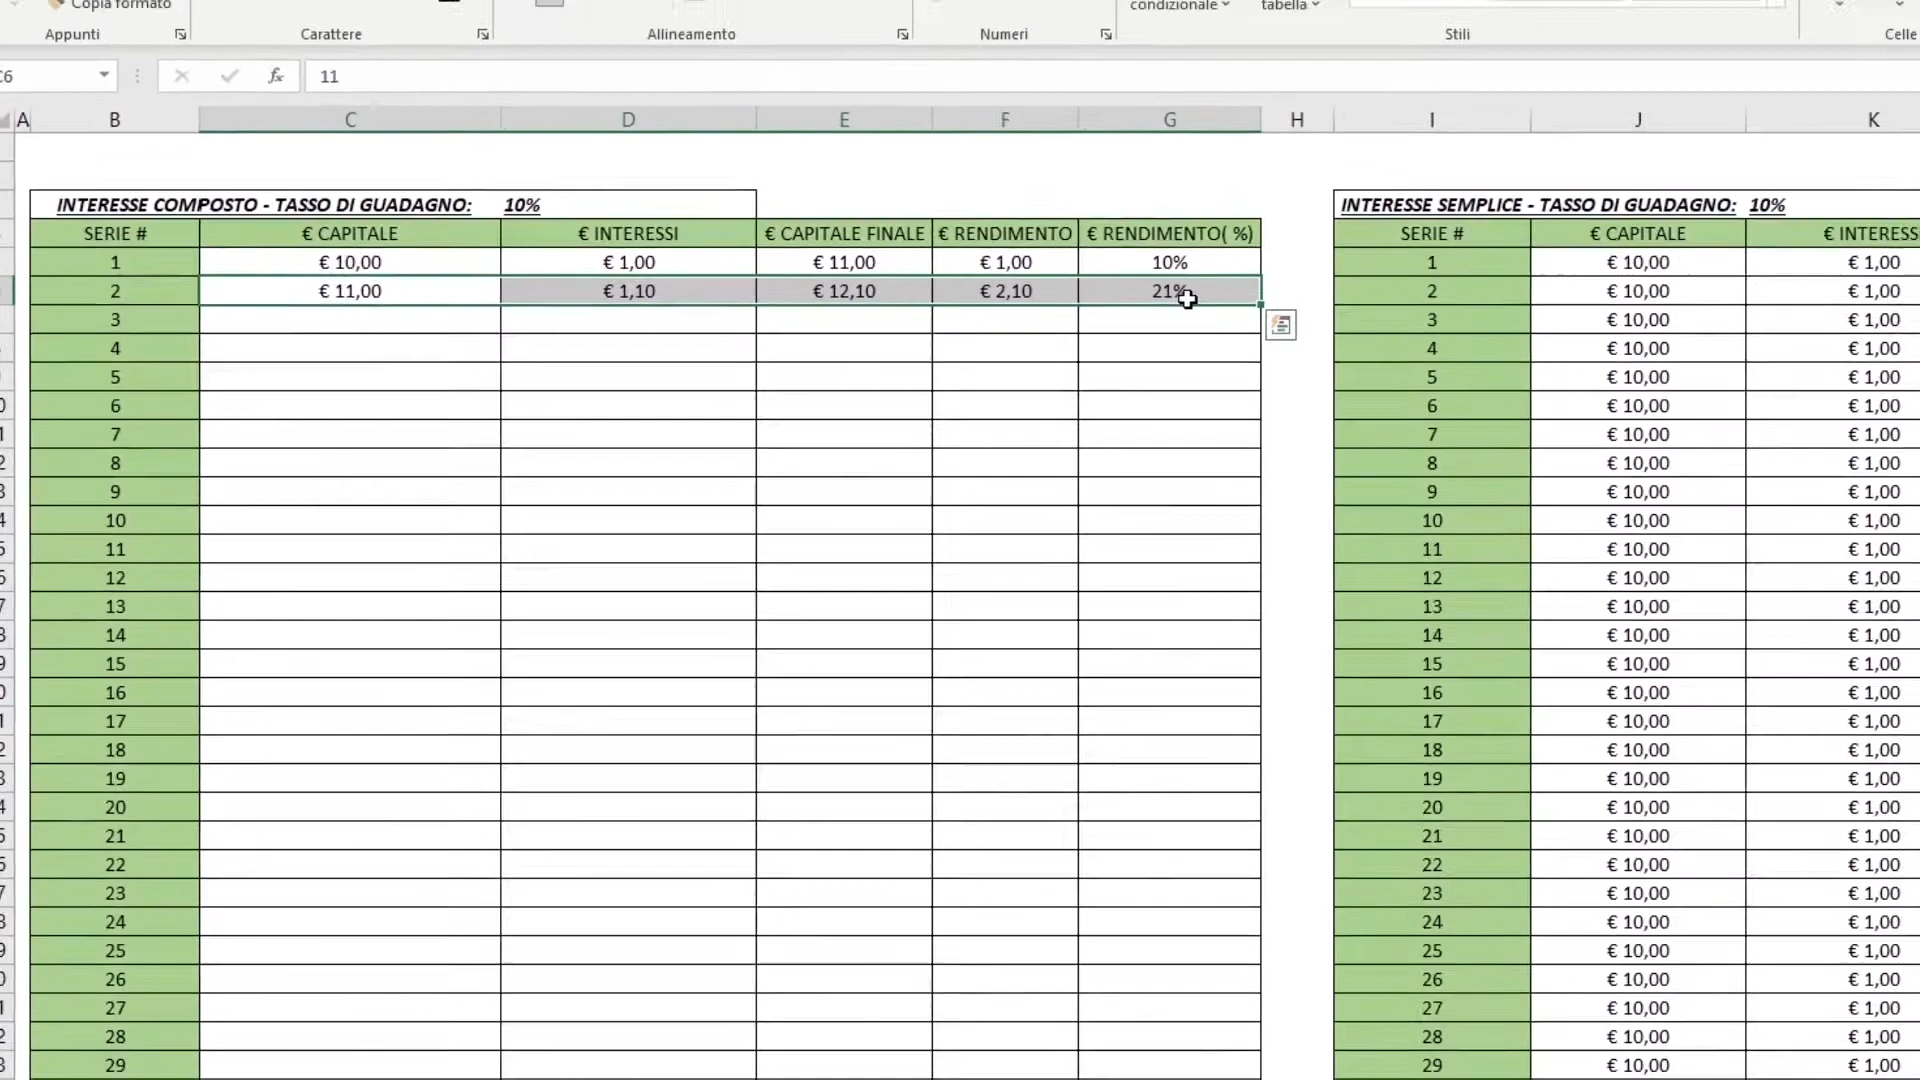 Copia formato
condizionale
tabella
Appunti
Carattere
Allineamento
Numeri
Stili
Celle
fx
11
A B C D E F G H I J K
INTERESSE COMPOSTO - TASSO DI GUADAGNO: 10%
INTERESSE SEMPLICE - TASSO DI GUADAGNO: 10%
SERIE # € CAPITALE € INTERESSI € CAPITALE FINALE € RENDIMENTO € RENDIMENTO( %) SERIE # € CAPITALE € INTERESS
1 € 10,00 € 1,00 € 11,00 € 1,00 10% 1 € 10,00 € 1,00
2 € 11,00 € 1,10 € 12,10 € 2,10 21% 2 € 10,00 € 1,00
3 3 € 10,00 € 1,00
4 4 € 10,00 € 1,00
5 5 € 10,00 € 1,00
6 6 € 10,00 € 1,00
7 7 € 10,00 € 1,00
8 8 € 10,00 € 1,00
9 9 € 10,00 € 1,00
10 10 € 10,00 € 1,00
11 11 € 10,00 € 1,00
12 12 € 10,00 € 1,00
13 13 € 10,00 € 1,00
14 14 € 10,00 € 1,00
15 15 € 10,00 € 1,00
16 16 € 10,00 € 1,00
17 17 € 10,00 € 1,00
18 18 € 10,00 € 1,00
19 19 € 10,00 € 1,00
20 20 € 10,00 € 1,00
21 21 € 10,00 € 1,00
22 22 € 10,00 € 1,00
23 23 € 10,00 € 1,00
24 24 € 10,00 € 1,00
25 25 € 10,00 € 1,00
26 26 € 10,00 € 1,00
27 27 € 10,00 € 1,00
28 28 € 10,00 € 1,00
29 29 € 10,00 € 1,00